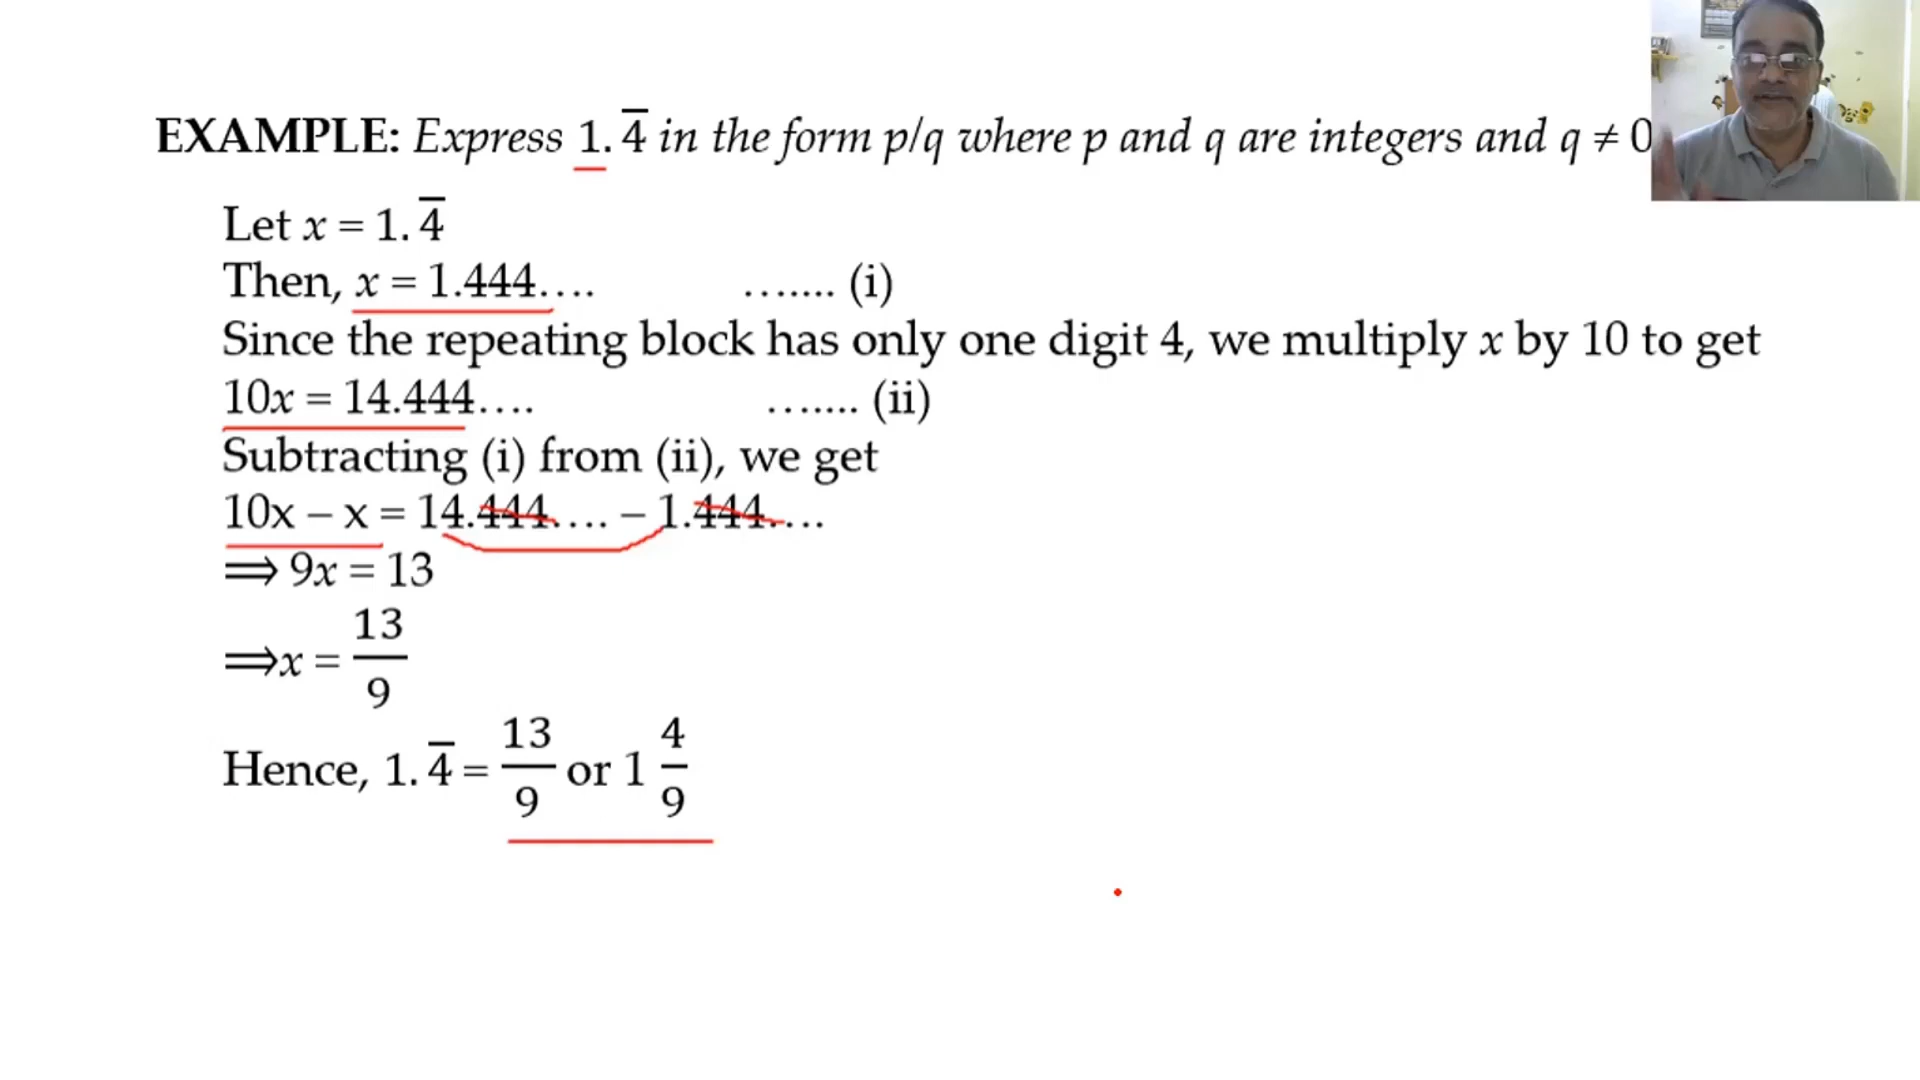 EXAMPLE: Express 1.4̅ in the form p/q where p and q are integers and q ≠ 0
Let x = 1.4̅
Then, x = 1.444…. …..... (i)
Since the repeating block has only one digit 4, we multiply x by 10 to get
10x = 14.444…. …..... (ii)
Subtracting (i) from (ii), we get
10x – x = 14.444…. – 1.444….
⟹ 9x = 13
⟹x = 13/9
Hence, 1.4̅ = 13/9 or 1 4/9